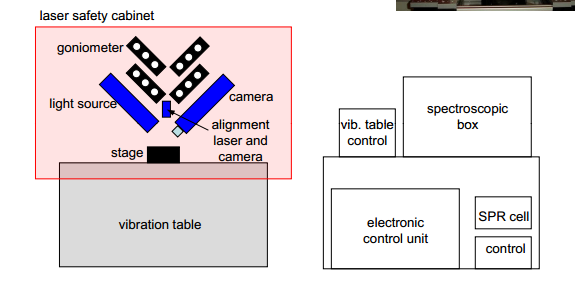 laser safety cabinet
goniometer
light source
camera
alignment
laser and
camera
stage
vibration table
vib. table
control
spectroscopic
box
electronic
control unit
SPR cell
control